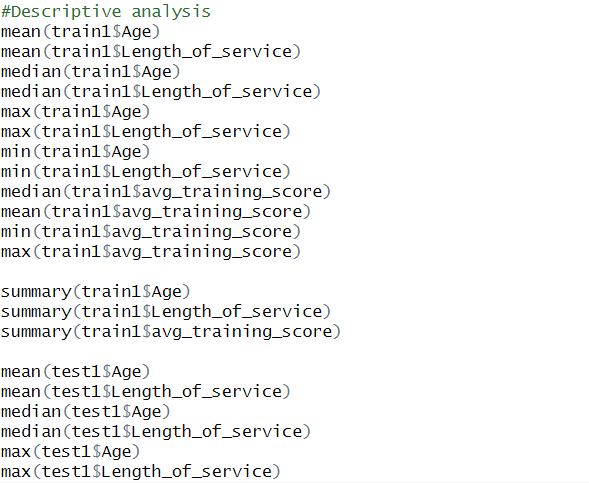 #Descriptive analysis
mean(train1$Age)
mean(train1$Length_of_service)
median(train1$Age)
median(train1$Length_of_service)
max(train1$Age)
max(train1$Length_of_service)
min(train1$Age)
min(train1$Length_of_service)
median(train1$avg_training_score)
mean(train1$avg_training_score)
min(train1$avg_training_score)
max(train1$avg_training_score)
summary(train1$Age)
summary(train1$Length_of_service)
summary(train1$avg_training_score)
mean(test1$Age)
mean(test1$Length_of_service)
median(test1$Age)
median(test1$Length_of_service)
max(test1$Age)
max(test1$Length_of_service)